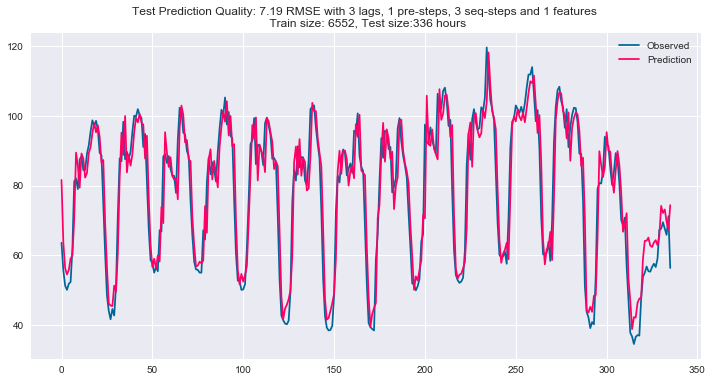 Test Prediction Quality: 7.19 RMSE with 3 lags, 1 pre-steps, 3 seq-steps and 1 features
Train size: 6552, Test size:336 hours
Observed
Prediction
120
100
80
60
40
0 50 100 150 200 250 300 350